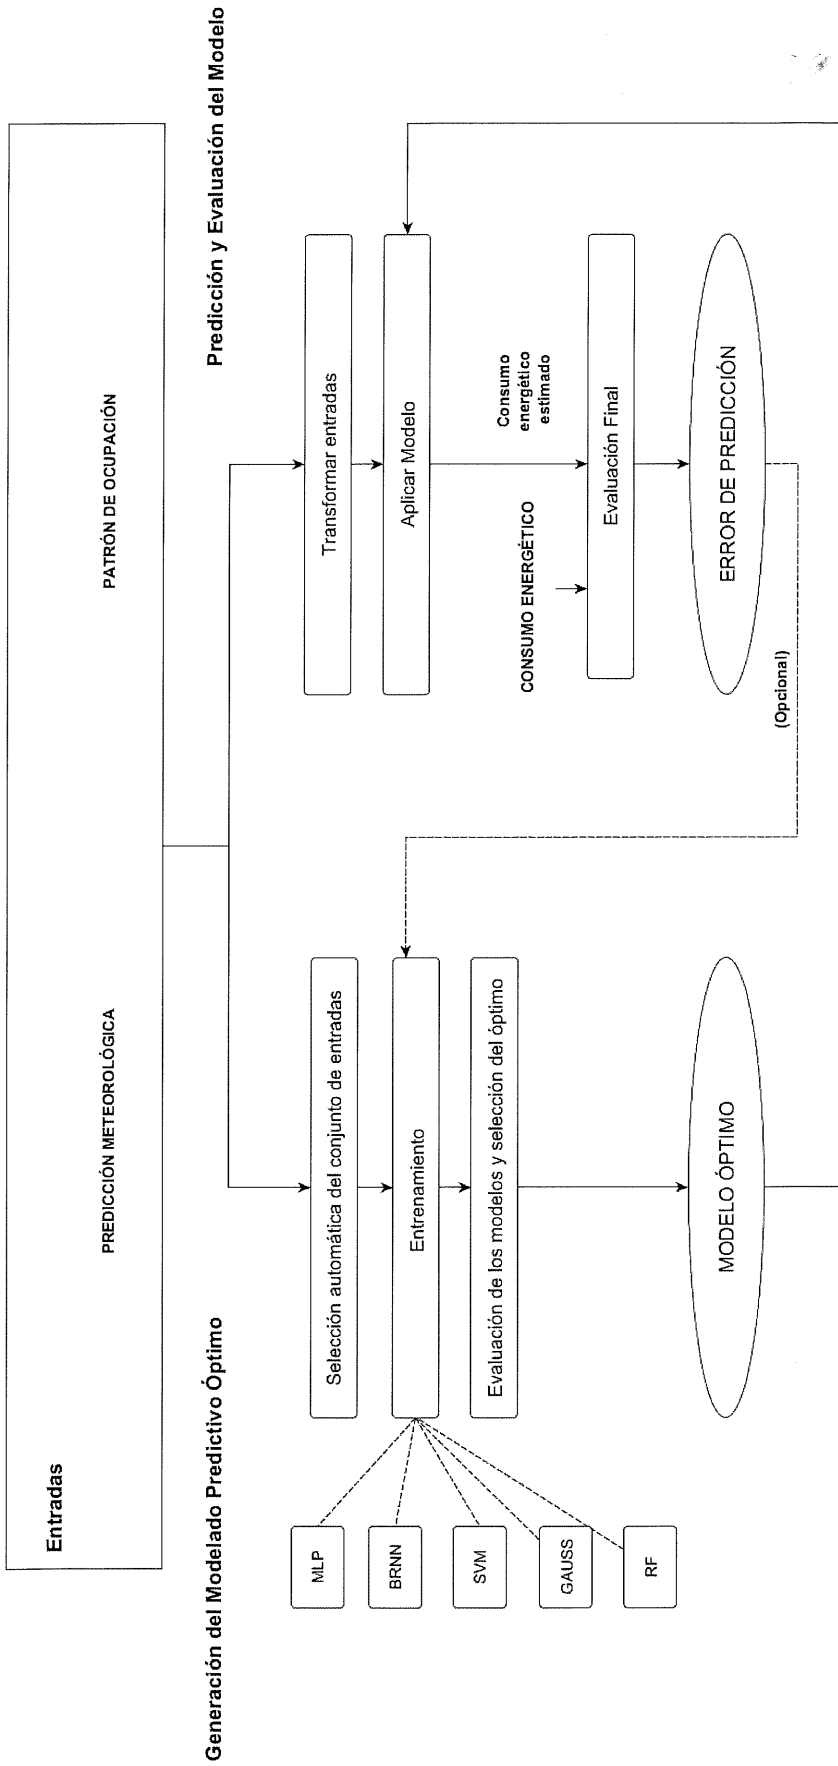 Entradas
PREDICCIÓN METEOROLÓGICA
PATRÓN DE OCUPACIÓN
Generación del Modelado Predictivo Óptimo
MLP
BRNN
SVM
GAUSS
RF
Selección automática del conjunto de entradas
Entrenamiento
Evaluación de los modelos y selección del óptimo
MODELO ÓPTIMO
Predicción y Evaluación del Modelo
Transformar entradas
Aplicar Modelo
Consumo
energético
estimado
CONSUMO ENERGÉTICO
Evaluación Final
ERROR DE PREDICCIÓN
(Opcional)